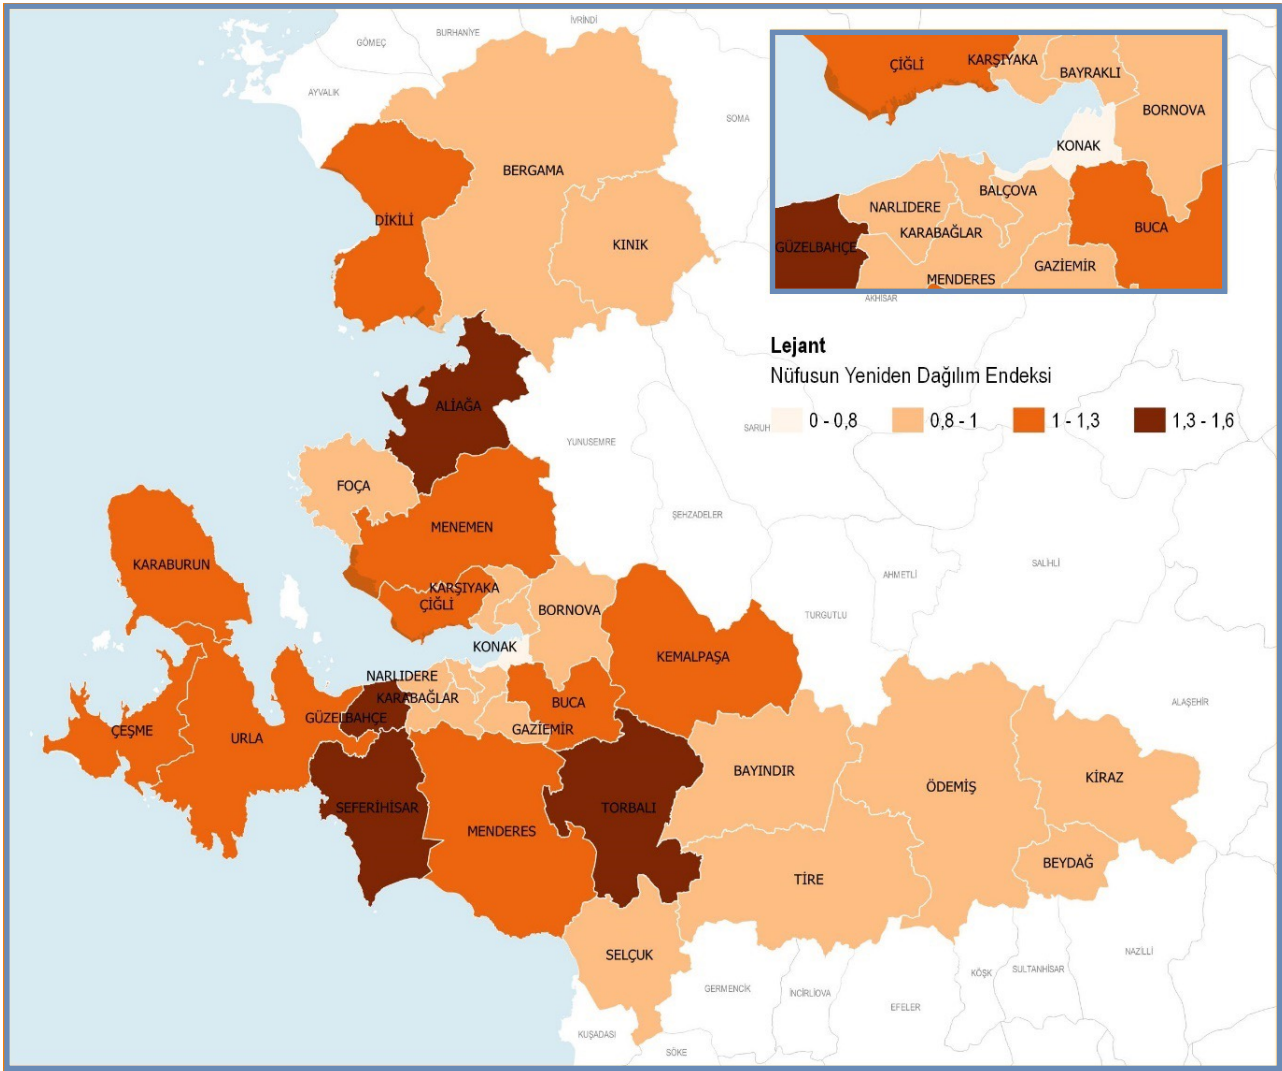 İVRİNDİ
BURHANİYE
GÖMEÇ
AYVALIK
SOMA
BERGAMA
DİKİLİ
KINIK
ÇİĞLİ
KARŞIYAKA
BAYRAKLI
BORNOVA
KONAK
BALÇOVA
NARLIDERE
KARABAĞLAR
BUCA
GÜZELBAHÇE
GAZİEMİR
MENDERES
AKHİSAR
Lejant
Nüfusun Yeniden Dağılım Endeksi
0 - 0,8
0,8 - 1
1 - 1,3
1,3 - 1,6
ALİAĞA
YUNUSEMRE
SARUH
FOÇA
MENEMEN
ŞEHZADELER
KARABURUN
SALİHLİ
AHMETLİ
KARŞIYAKA
ÇİĞLİ
BORNOVA
TURGUTLU
KONAK
KEMALPAŞA
NARLIDERE
KARABAĞLAR
BUCA
ALAŞEHİR
GÜZELBAHÇE
ÇEŞME
URLA
GAZİEMİR
BAYINDIR
KİRAZ
ÖDEMİŞ
SEFERİHİSAR
TORBALI
MENDERES
BEYDAĞ
TİRE
SELÇUK
NAZİLLİ
KÖŞK
SULTANHİSAR
GERMENCİK
İNCİRLİOVA
EFELER
KUŞADASI
SÖKE